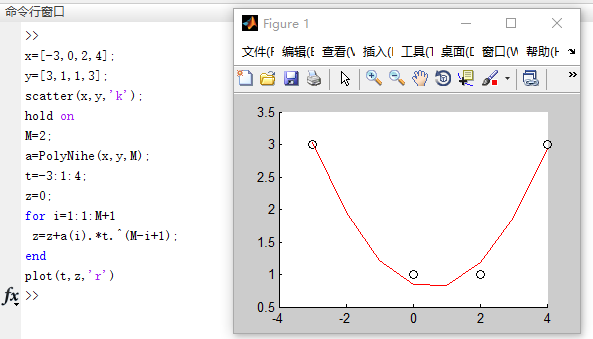 命令行窗口
>>
x=[-3,0,2,4];
y=[3,1,1,3];
scatter(x,y,'k');
hold on
M=2;
a=PolyNihe(x,y,M);
t=-3:1:4;
z=0;
for i=1:1:M+1
z=z+a(i).*t.^(M-i+1);
end
plot(t,z,'r')
fx >>
Figure 1
文件(F 编辑(E 查看(V 插入(I 工具(T 桌面(D 窗口(W 帮助(H
3.5
3
2.5
2
1.5
1
0.5
-4 -2 0 2 4